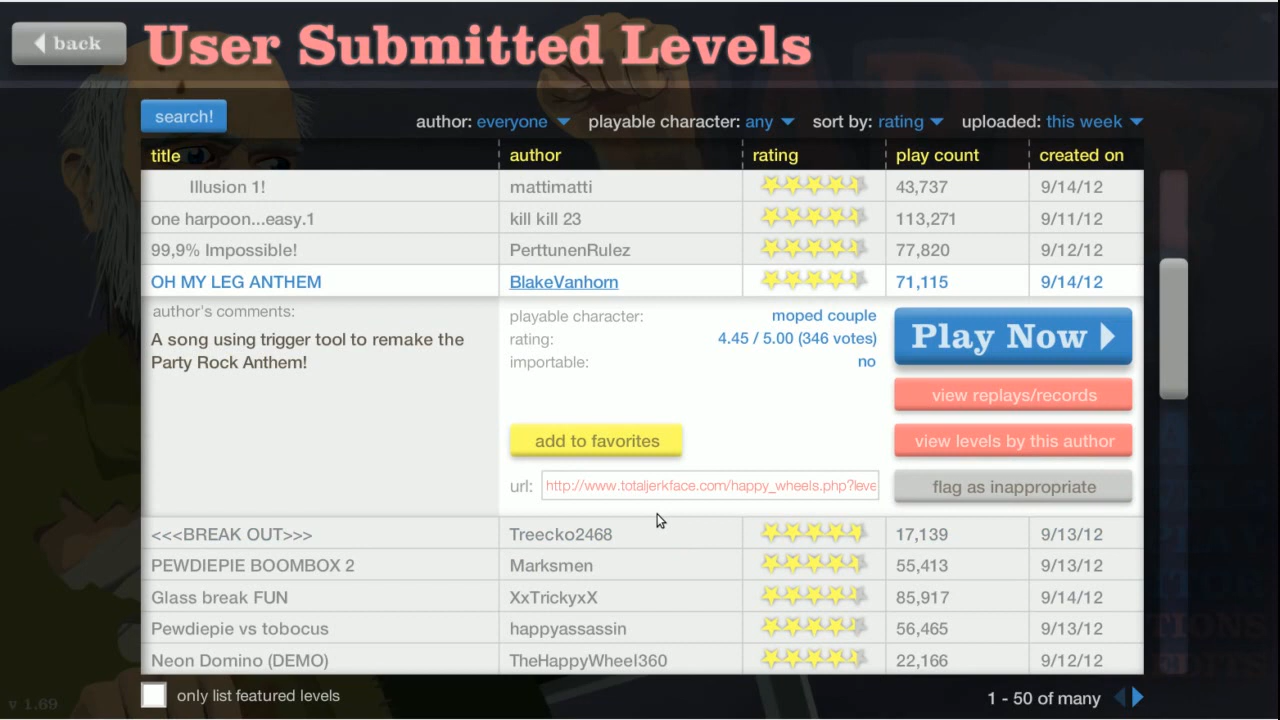 back
User Submitted Levels
search!
author: everyone playable character: any sort by: rating uploaded: this week
title author rating play count created on
Illusion 1! mattimatti 43,737 9/14/12
one harpoon...easy.1 kill kill 23 113,271 9/11/12
99,9% Impossible! PerttunenRulez 77,820 9/12/12
OH MY LEG ANTHEM BlakeVanhorn 71,115 9/14/12
author's comments:
A song using trigger tool to remake the
Party Rock Anthem!
playable character: moped couple
rating: 4.45 / 5.00 (346 votes)
importable: no
add to favorites
url: http://www.totaljerkface.com/happy_wheels.php?leve
Play Now
view replays/records
view levels by this author
flag as inappropriate
<<<BREAK OUT>>> Treecko2468 17,139 9/13/12
PEWDIEPIE BOOMBOX 2 Marksmen 55,413 9/13/12
Glass break FUN XxTrickyxX 85,917 9/14/12
Pewdiepie vs tobocus happyassassin 56,465 9/13/12
Neon Domino (DEMO) TheHappyWheel360 22,166 9/12/12
only list featured levels
1 - 50 of many
v 1.69